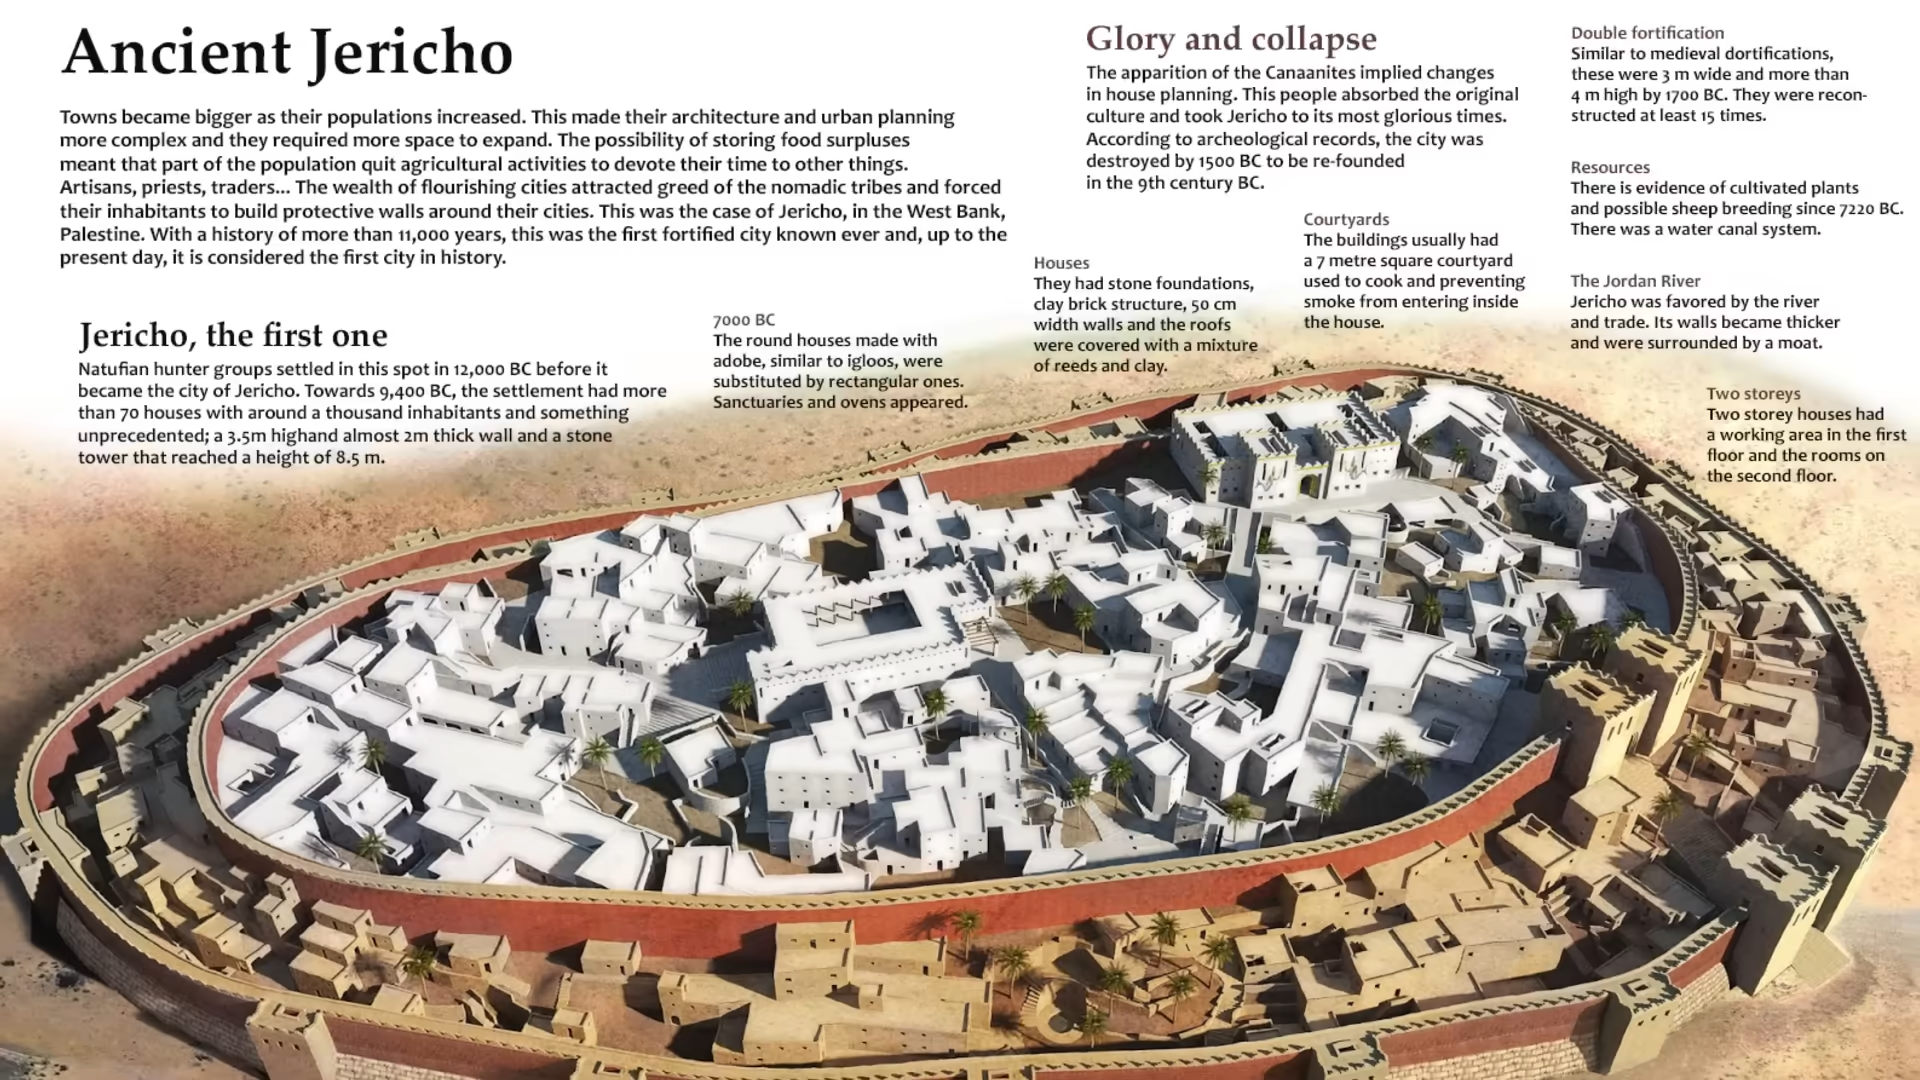 Ancient Jericho
Towns became bigger as their populations increased. This made their architecture and urban planning
more complex and they required more space to expand. The possibility of storing food surpluses
meant that part of the population quit agricultural activities to devote their time to other things.
Artisans, priests, traders... The wealth of flourishing cities attracted greed of the nomadic tribes and forced
their inhabitants to build protective walls around their cities. This was the case of Jericho, in the West Bank,
Palestine. With a history of more than 11,000 years, this was the first fortified city known ever and, up to the
present day, it is considered the first city in history.
Jericho, the first one
Natufian hunter groups settled in this spot in 12,000 BC before it
became the city of Jericho. Towards 9,400 BC, the settlement had more
than 70 houses with around a thousand inhabitants and something
unprecedented; a 3.5m highand almost 2m thick wall and a stone
tower that reached a height of 8.5 m.
7000 BC
The round houses made with
adobe, similar to igloos, were
substituted by rectangular ones.
Sanctuaries and ovens appeared.
Glory and collapse
The apparition of the Canaanites implied changes
in house planning. This people absorbed the original
culture and took Jericho to its most glorious times.
According to archeological records, the city was
destroyed by 1500 BC to be re-founded
in the 9th century BC.
Houses
They had stone foundations,
clay brick structure, 50 cm
width walls and the roofs
were covered with a mixture
of reeds and clay.
Courtyards
The buildings usually had
a 7 metre square courtyard
used to cook and preventing
smoke from entering inside
the house.
Double fortification
Similar to medieval dortifications,
these were 3 m wide and more than
4 m high by 1700 BC. They were recon-
structed at least 15 times.
Resources
There is evidence of cultivated plants
and possible sheep breeding since 7220 BC.
There was a water canal system.
The Jordan River
Jericho was favored by the river
and trade. Its walls became thicker
and were surrounded by a moat.
Two storeys
Two storey houses had
a working area in the first
floor and the rooms on
the second floor.